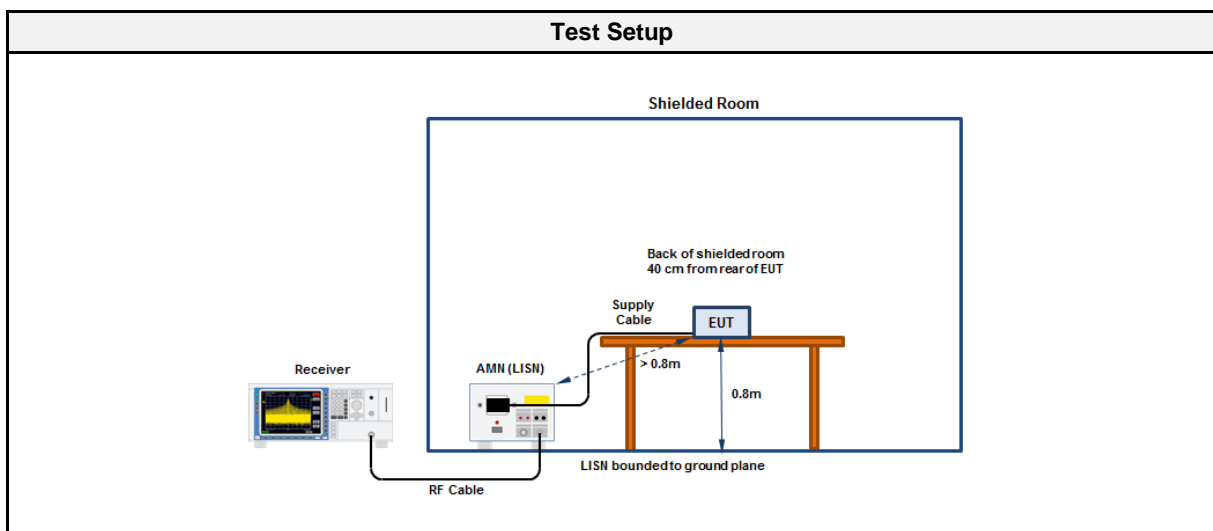 Test Setup
Shielded Room
Back of shielded room
40 cm from rear of EUT
Supply
Cable
EUT
> 0.8m
AMN (LISN)
Receiver
0.8m
LISN bounded to ground plane
RF Cable